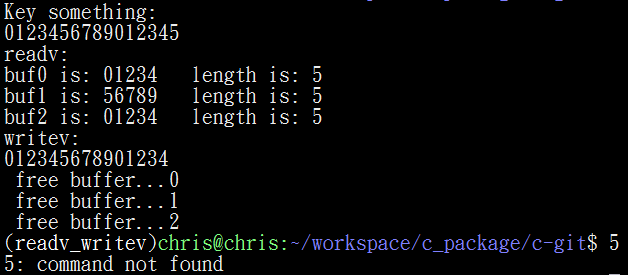 Key something:
0123456789012345
readv:
buf0 is: 01234   length is: 5
buf1 is: 56789   length is: 5
buf2 is: 01234   length is: 5
writev:
012345678901234
 free buffer...0
 free buffer...1
 free buffer...2
(readv_writev)chris@chris:~/workspace/c_package/c-git$ 5
5: command not found